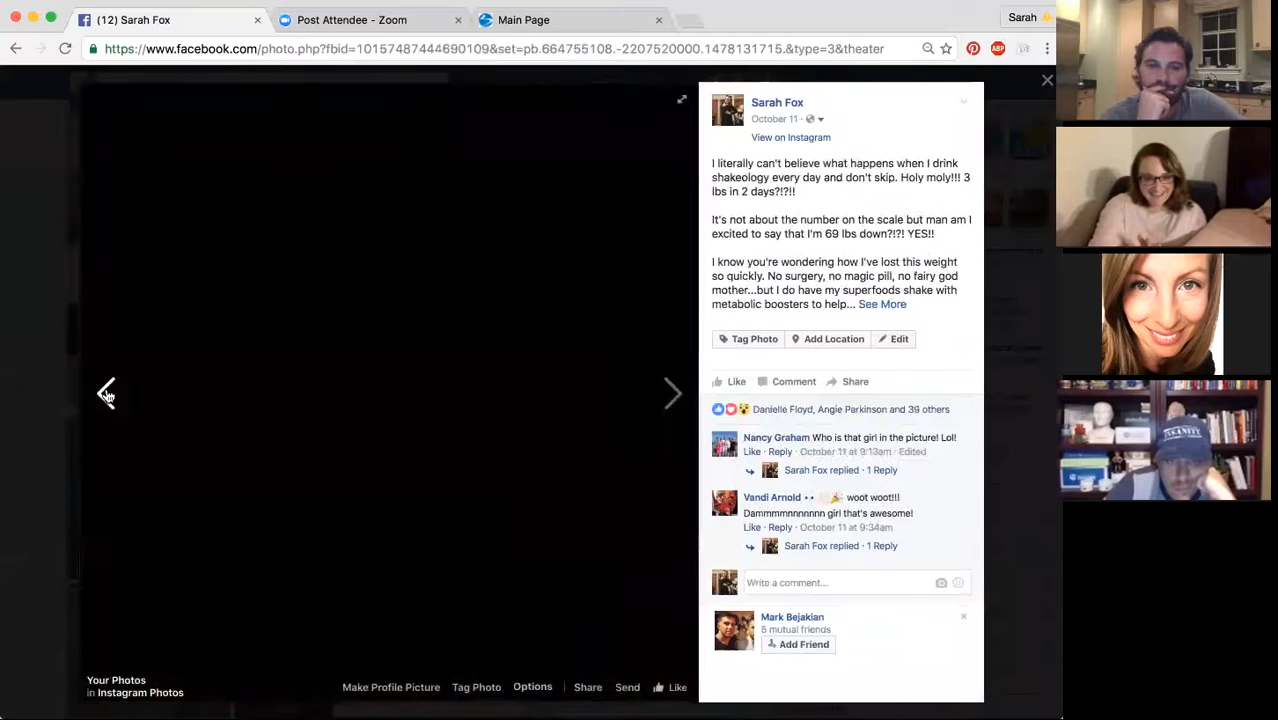 (12) Sarah Fox
Post Attendee - Zoom
Main Page
Sarah
https://www.facebook.com/photo.php?fbid=10157487444690109&set=pb.664755108.-2207520000.1478131715.&type=3&theater
ABP
Sarah Fox
October 11 ·
View on Instagram
I literally can't believe what happens when I drink
shakeology every day and don't skip. Holy moly!!! 3
lbs in 2 days?!?!!
It's not about the number on the scale but man am I
excited to say that I'm 69 lbs down?!?! YES!!
I know you're wondering how I've lost this weight
so quickly. No surgery, no magic pill, no fairy god
mother...but I do have my superfoods shake with
metabolic boosters to help... See More
Tag Photo Add Location Edit
Like Comment Share
Danielle Floyd, Angie Parkinson and 39 others
Nancy Graham Who is that girl in the picture! Lol!
Like · Reply · October 11 at 9:13am · Edited
Sarah Fox replied · 1 Reply
Vandi Arnold woot woot!!!
Dammmmnnnnnn girl that's awesome!
Like · Reply · October 11 at 9:34am
Sarah Fox replied · 1 Reply
Write a comment...
Mark Bejakian
5 mutual friends
Add Friend
Your Photos
in Instagram Photos
Make Profile Picture Tag Photo Options Share Send Like
INSANITY